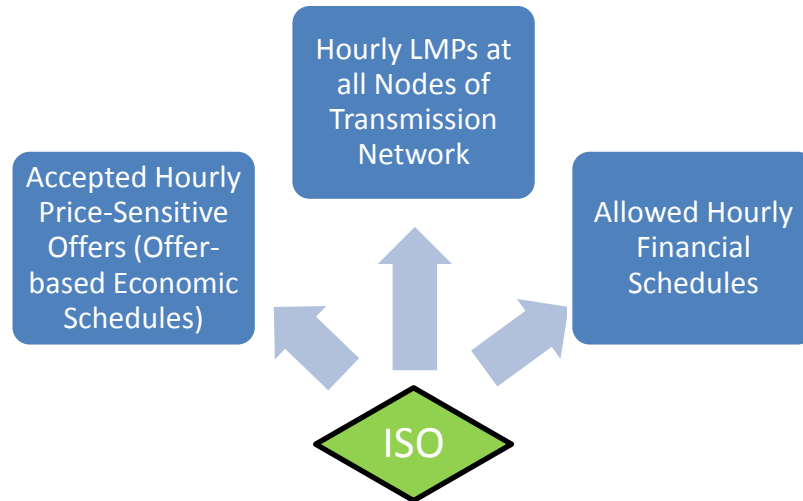 Hourly LMPs at
all Nodes of
Transmission
Network
Accepted Hourly
Price-Sensitive
Offers (Offer-
based Economic
Schedules)
Allowed Hourly
Financial
Schedules
ISO